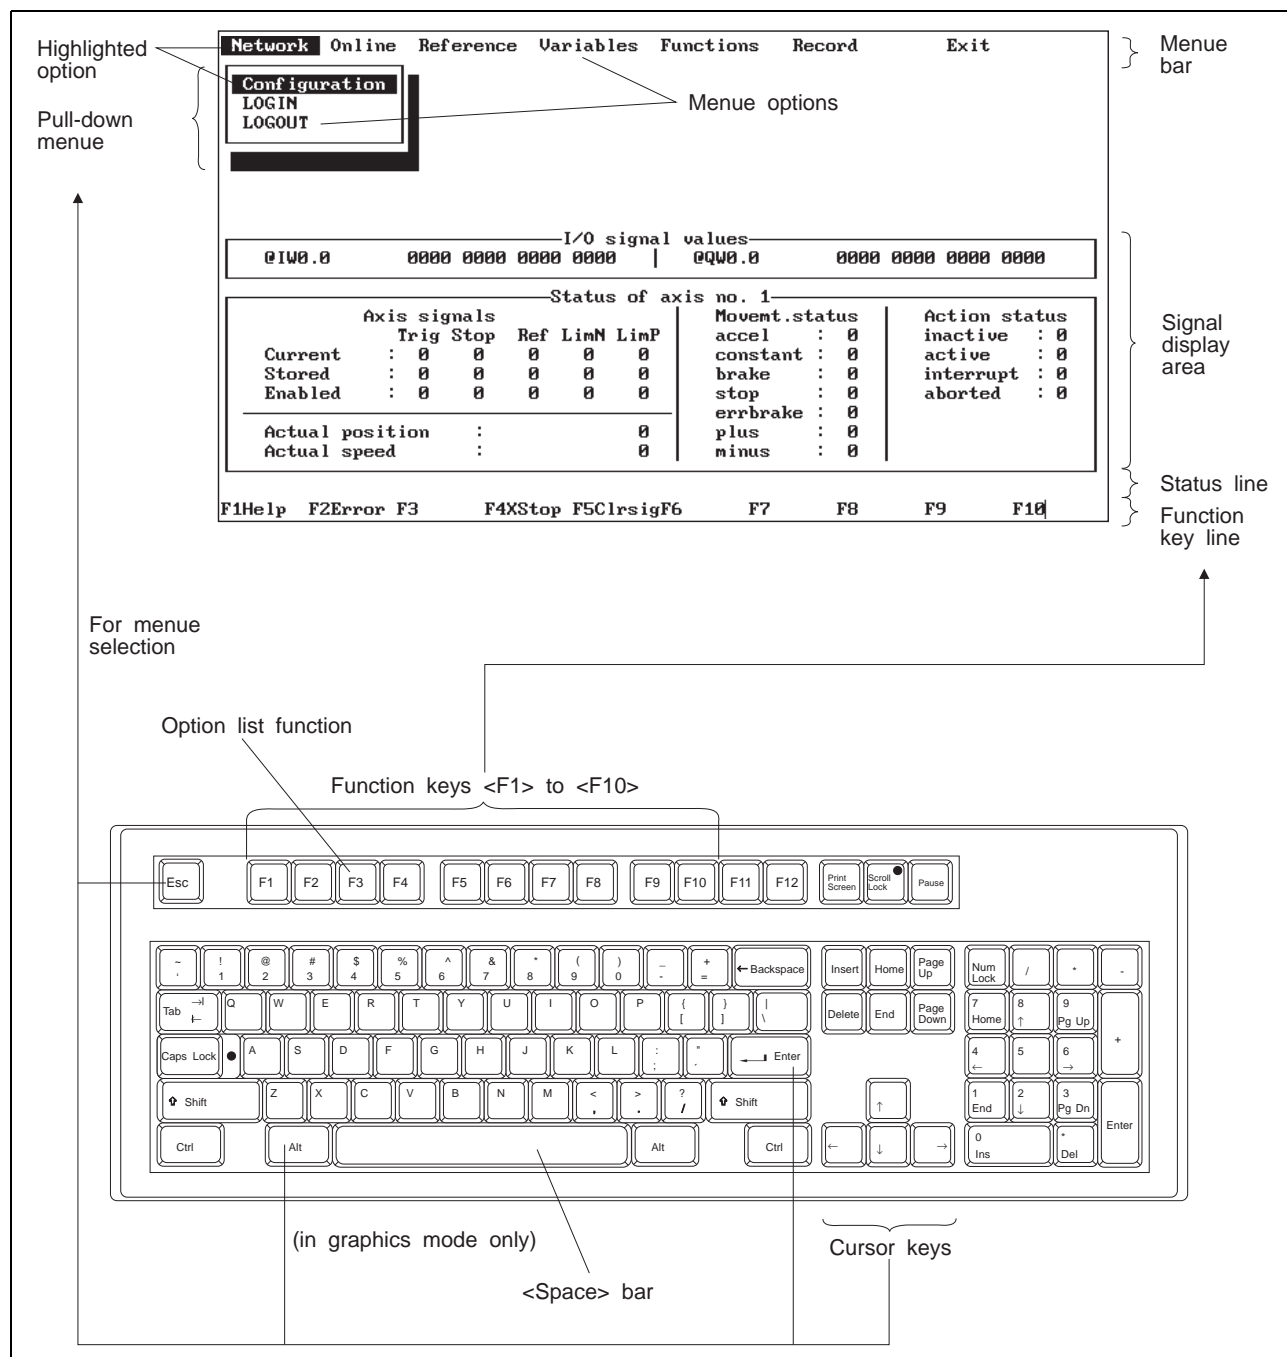 Highlighted
option
Pull-down
menue
Network Online Reference Variables Functions Record Exit
Configuration
LOGIN
LOGOUT
Menue options
Menue
bar
I/O signal values
@IW0.0 0000 0000 0000 0000 | @QW0.0 0000 0000 0000 0000
Status of axis no. 1
Axis signals
Trig Stop Ref LimN LimP
Current : 0 0 0 0 0
Stored : 0 0 0 0 0
Enabled : 0 0 0 0 0
Actual position : 0
Actual speed : 0
Movemt.status
accel : 0
constant : 0
brake : 0
stop : 0
errbrake : 0
plus : 0
minus : 0
Action status
inactive : 0
active : 0
interrupt : 0
aborted : 0
Signal
display
area
Status line
F1Help F2Error F3 F4XStop F5ClrsigF6 F7 F8 F9 F10
Function
key line
For menue
selection
Option list function
Function keys <F1> to <F10>
Esc F1 F2 F3 F4 F5 F6 F7 F8 F9 F10 F11 F12 Print Screen Scroll Lock Pause
~ ! @ # $ % ^ & * ( ) _ +
' 1 2 3 4 5 6 7 8 9 0 - = ← Backspace Insert Home Page Up Num Lock / * -
Tab →| |← Q W E R T Y U I O P { [ } ] | \ Delete End Page Down 7 Home 8 ↑ 9 Pg Up +
Caps Lock A S D F G H J K L : ; " ' Enter 4 ← 5 6 →
⇧ Shift Z X C V B N M < , > . ? / ⇧ Shift ↑ 1 End 2 ↓ 3 Pg Dn Enter
Ctrl Alt Alt Ctrl ← ↓ → 0 Ins * Del
(in graphics mode only)
<Space> bar
Cursor keys